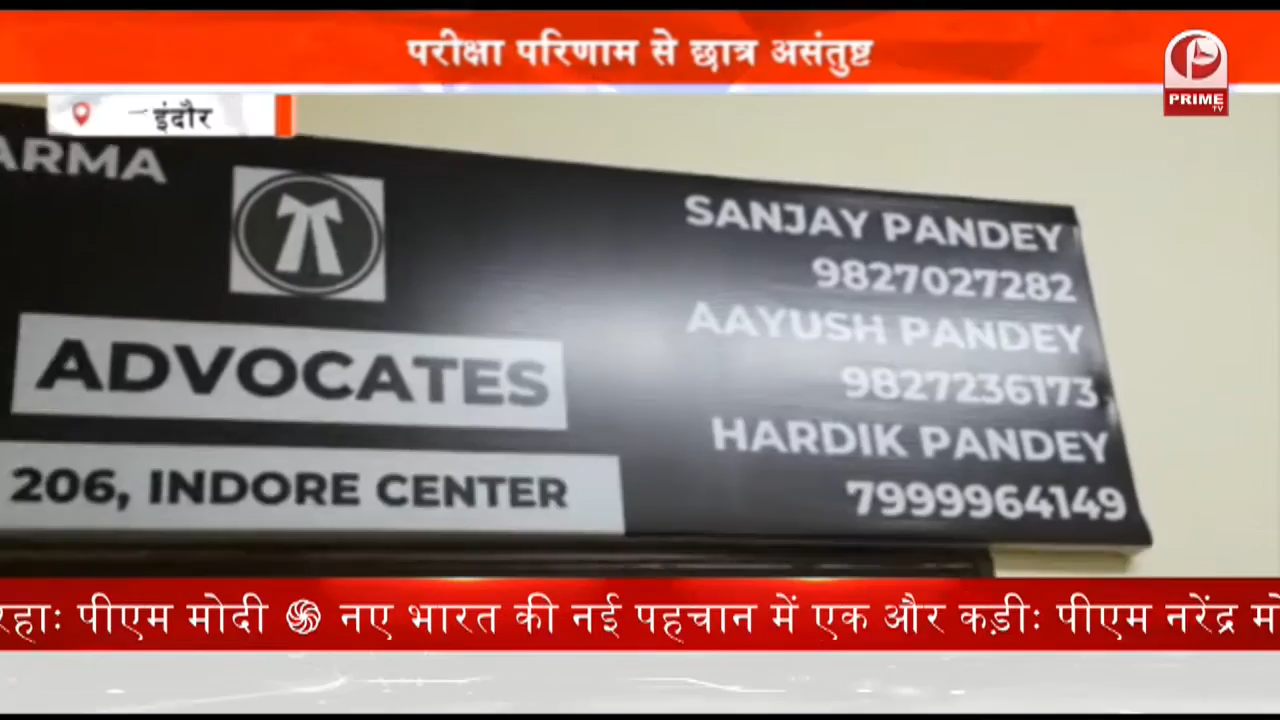 परीक्षा परिणाम से छात्र असंतुष्ट
PRIME
TV
इंदौर
ARMA
ADVOCATES
206, INDORE CENTER
SANJAY PANDEY
9827027282
AAYUSH PANDEY
9827236173
HARDIK PANDEY
7999964149
रहाः पीएम मोदी ֍ नए भारत की नई पहचान में एक और कड़ीः पीएम नरेंद्र मो